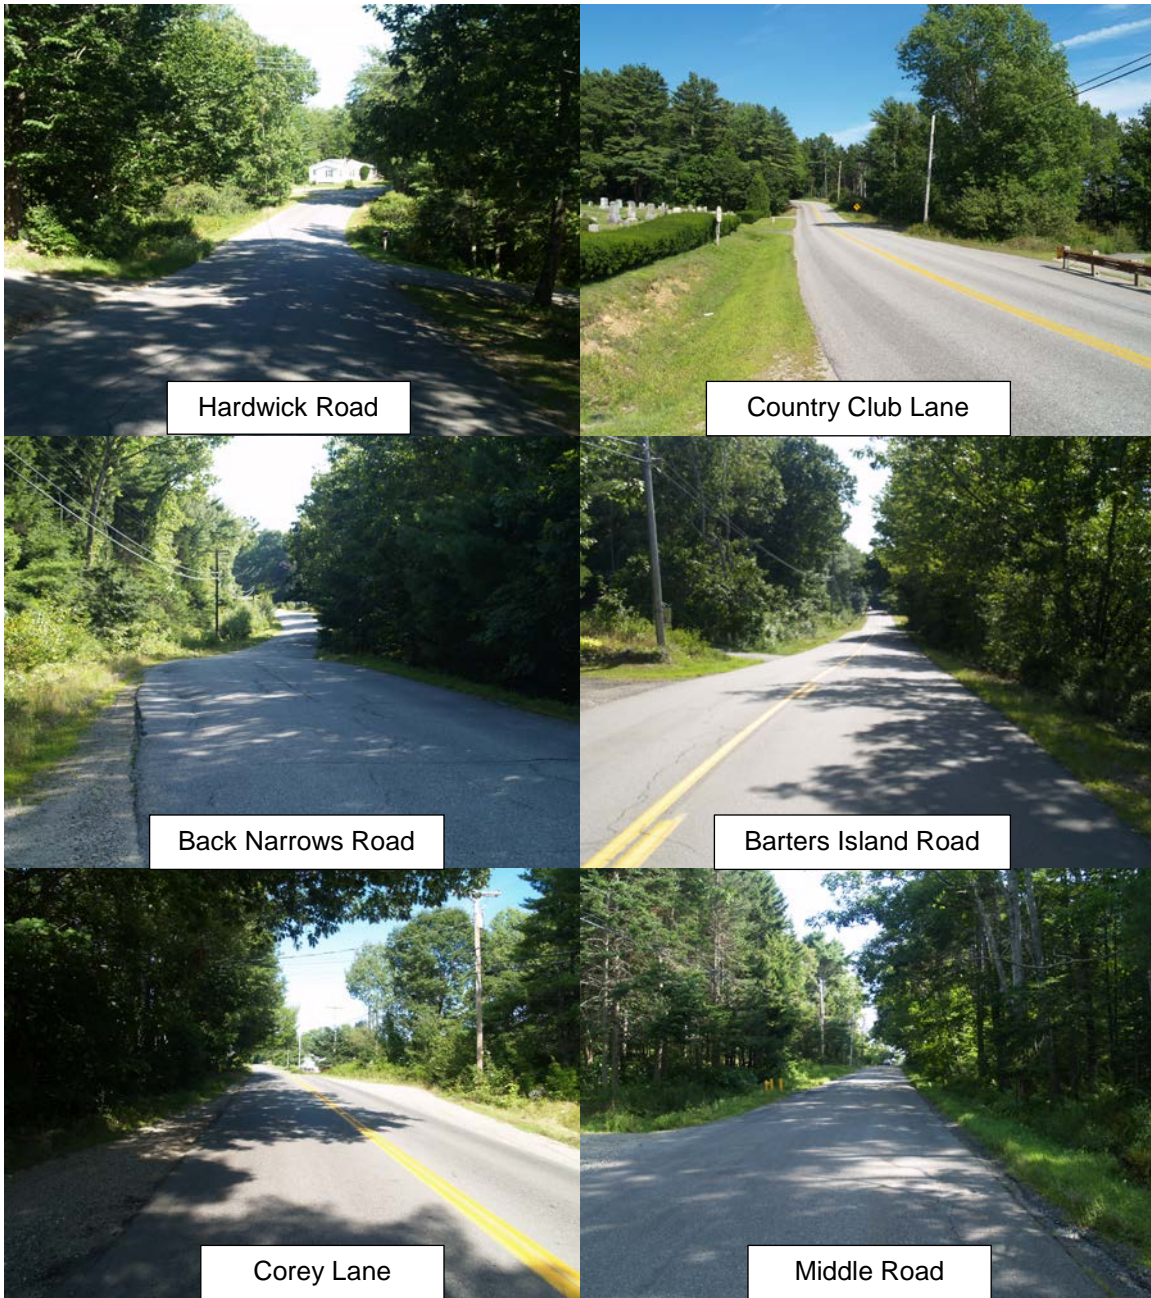 Hardwick Road
Country Club Lane
Back Narrows Road
Barters Island Road
Corey Lane
Middle Road